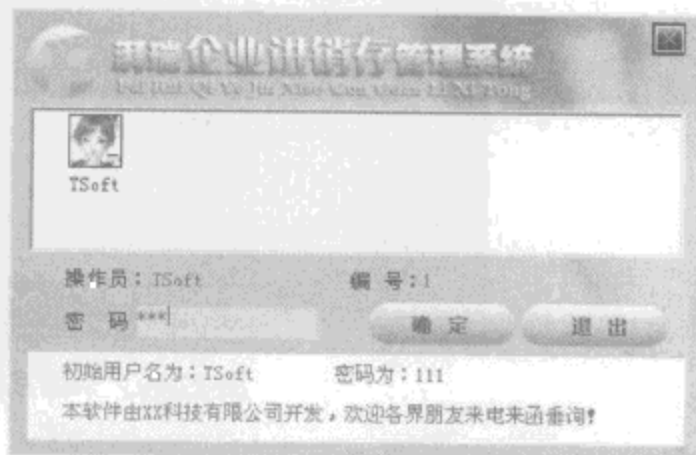 企业进销存管理系统
TSoft
操作员：TSoft 编 号：1
密 码 ***
确 定 退 出
初始用户名为：TSoft 密码为：111
本软件由XX科技有限公司开发，欢迎各界朋友来电来函垂询！